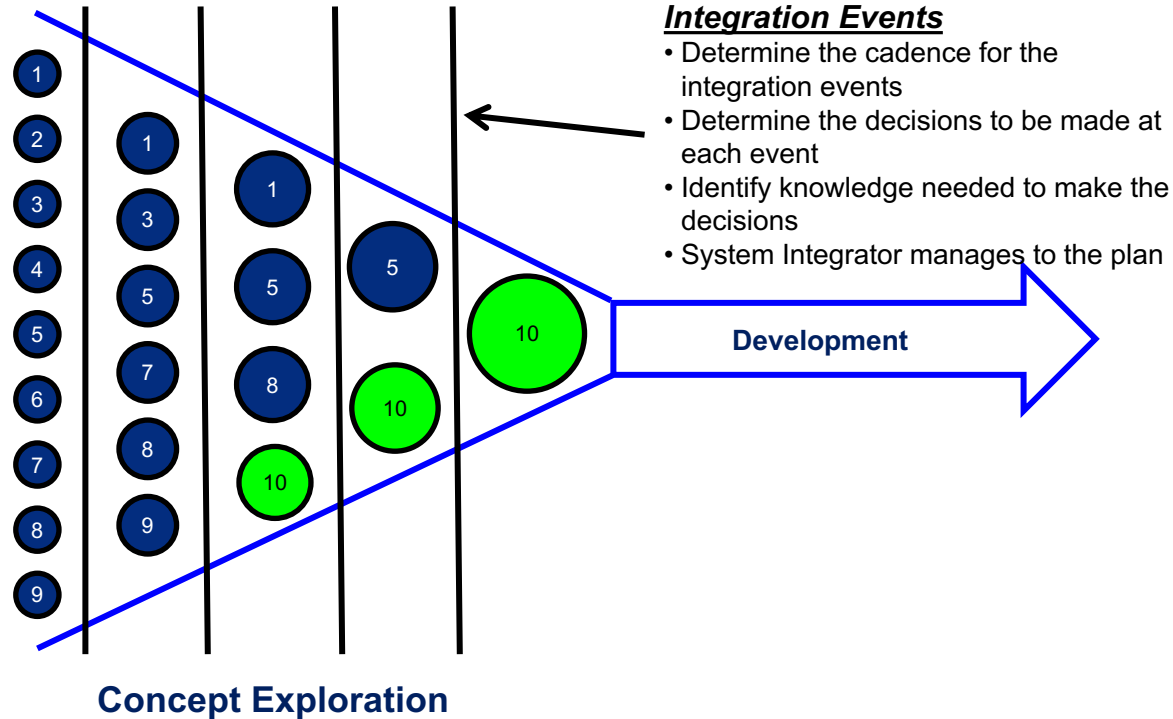 Integration Events
• Determine the cadence for the
integration events
• Determine the decisions to be made at
each event
• Identify knowledge needed to make the
decisions
• System Integrator manages to the plan
1
2
3
4
5
6
7
8
9
1
3
5
7
8
9
1
5
8
10
5
10
10
Development
Concept Exploration